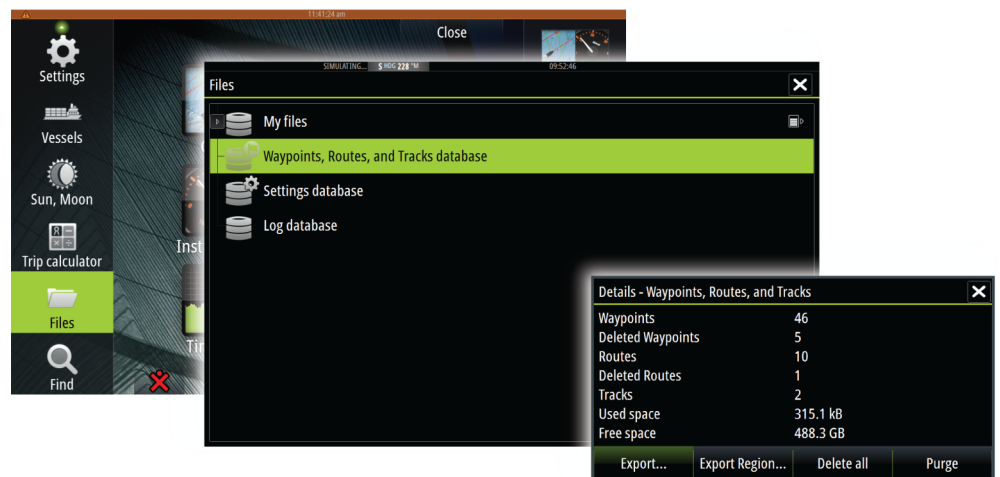 11:41:24 am
Close
Settings
Vessels
Sun, Moon
Trip calculator
Files
Find
Inst
Tir
SIMULATING... S HDG 228 °M 09:52:46
Files
My files
Waypoints, Routes, and Tracks database
Settings database
Log database
Details - Waypoints, Routes, and Tracks
Waypoints 46
Deleted Waypoints 5
Routes 10
Deleted Routes 1
Tracks 2
Used space 315.1 kB
Free space 488.3 GB
Export... Export Region... Delete all Purge